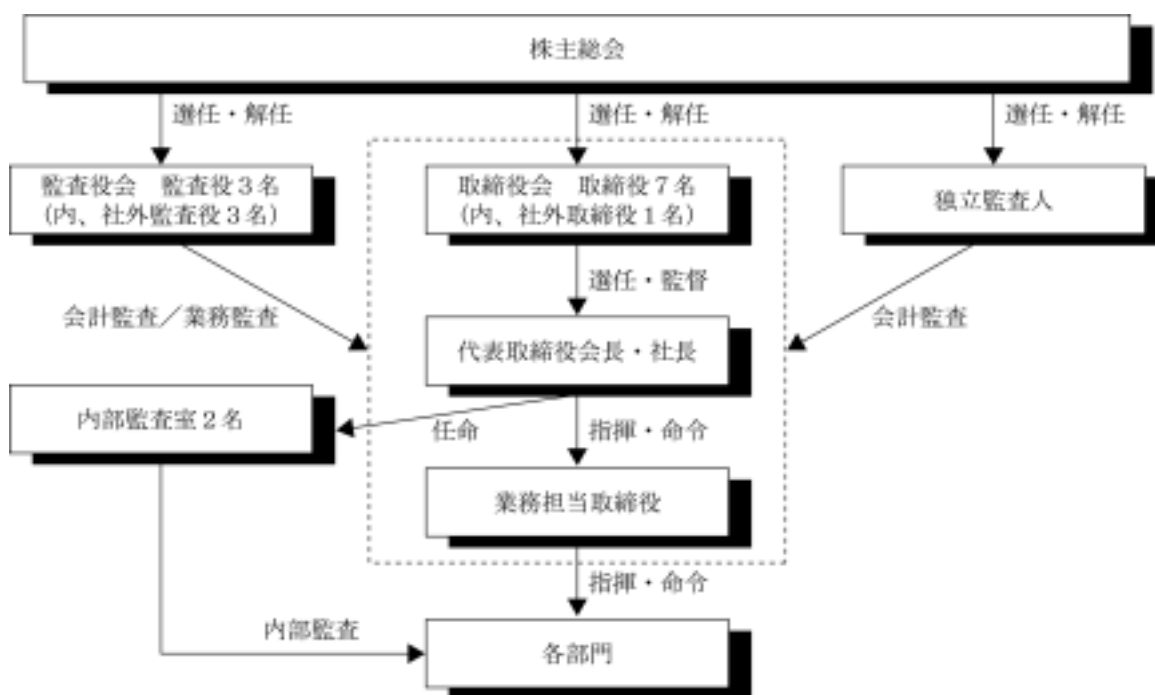 株主総会
選任・解任
選任・解任
選任・解任
監査役会　監査役３名
（内、社外監査役３名）
取締役会　取締役７名
（内、社外取締役１名）
独立監査人
選任・監督
会計監査／業務監査
会計監査
代表取締役会長・社長
内部監査室２名
任命
指揮・命令
業務担当取締役
指揮・命令
内部監査
各部門